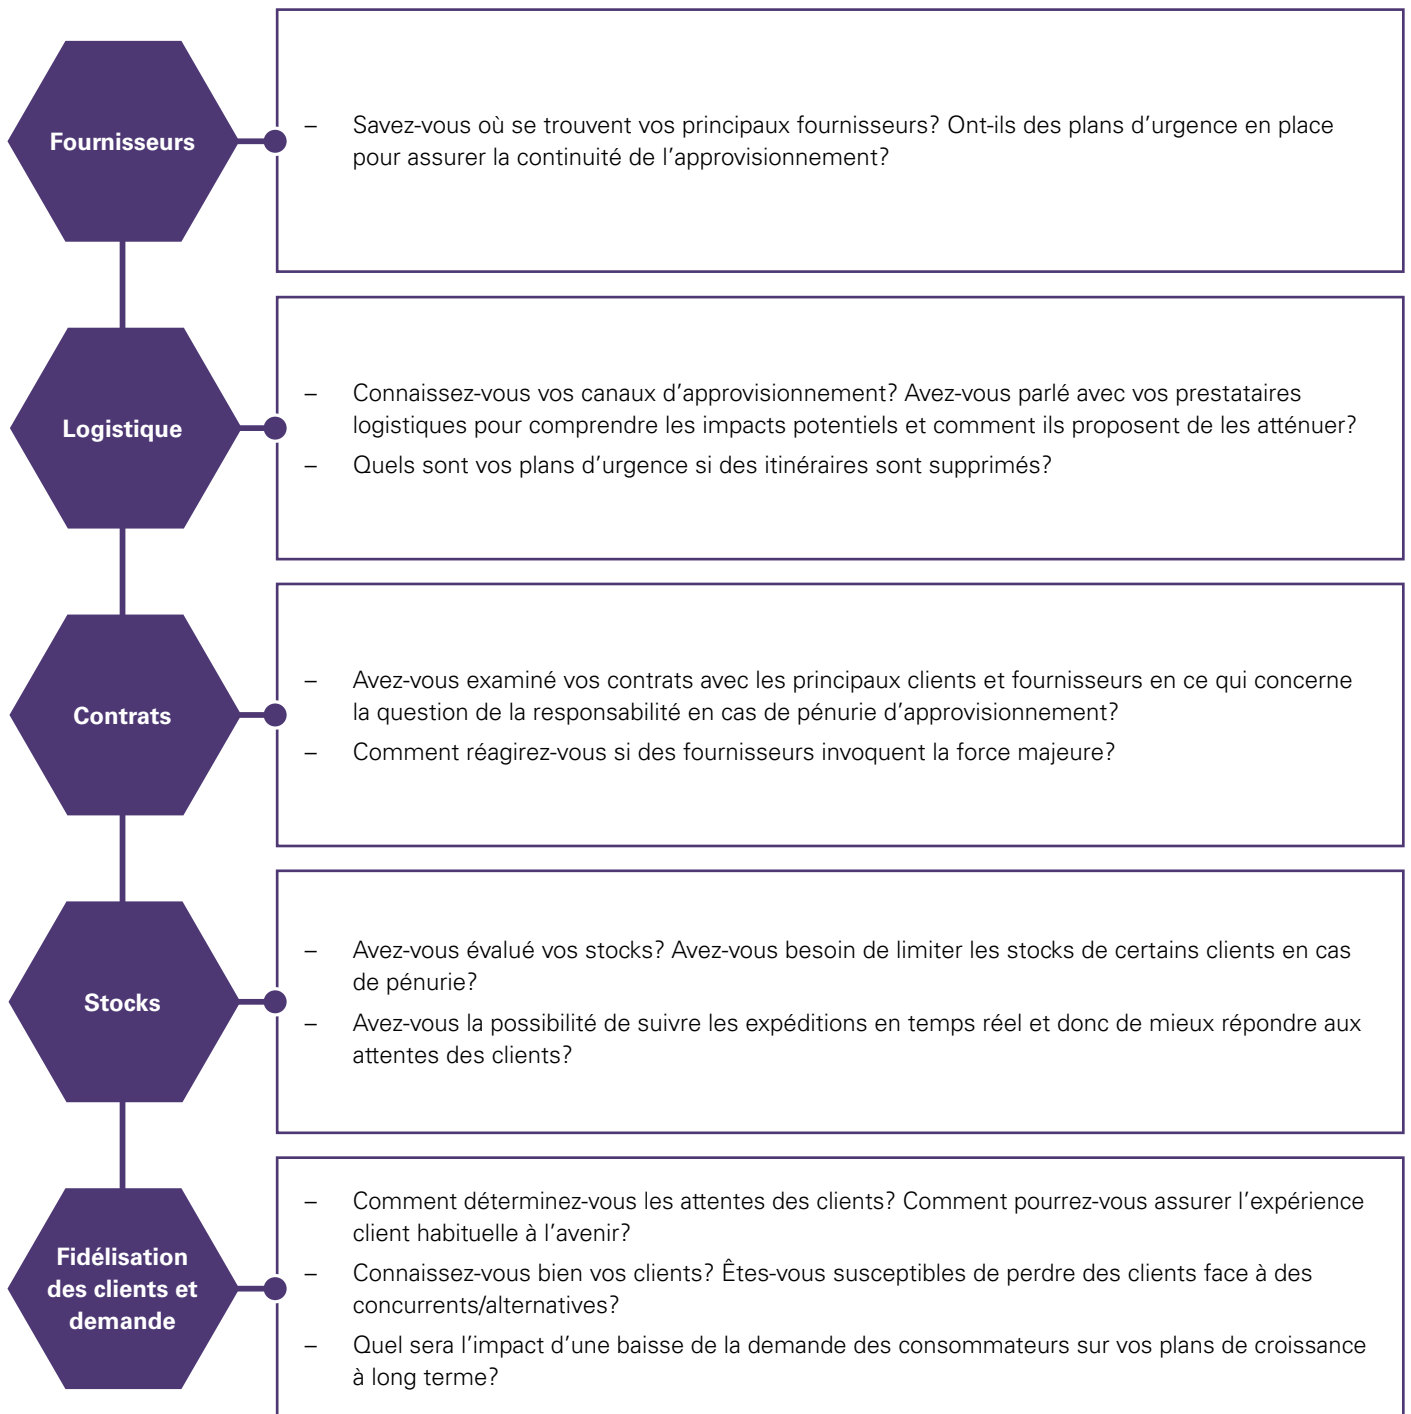 Fournisseurs
– Savez-vous où se trouvent vos principaux fournisseurs? Ont-ils des plans d’urgence en place
pour assurer la continuité de l’approvisionnement?
Logistique
– Connaissez-vous vos canaux d’approvisionnement? Avez-vous parlé avec vos prestataires
logistiques pour comprendre les impacts potentiels et comment ils proposent de les atténuer?
– Quels sont vos plans d’urgence si des itinéraires sont supprimés?
Contrats
– Avez-vous examiné vos contrats avec les principaux clients et fournisseurs en ce qui concerne
la question de la responsabilité en cas de pénurie d’approvisionnement?
– Comment réagirez-vous si des fournisseurs invoquent la force majeure?
Stocks
– Avez-vous évalué vos stocks? Avez-vous besoin de limiter les stocks de certains clients en cas
de pénurie?
– Avez-vous la possibilité de suivre les expéditions en temps réel et donc de mieux répondre aux
attentes des clients?
Fidélisation
des clients et
demande
– Comment déterminez-vous les attentes des clients? Comment pourrez-vous assurer l’expérience
client habituelle à l’avenir?
– Connaissez-vous bien vos clients? Êtes-vous susceptibles de perdre des clients face à des
concurrents/alternatives?
– Quel sera l’impact d’une baisse de la demande des consommateurs sur vos plans de croissance
à long terme?